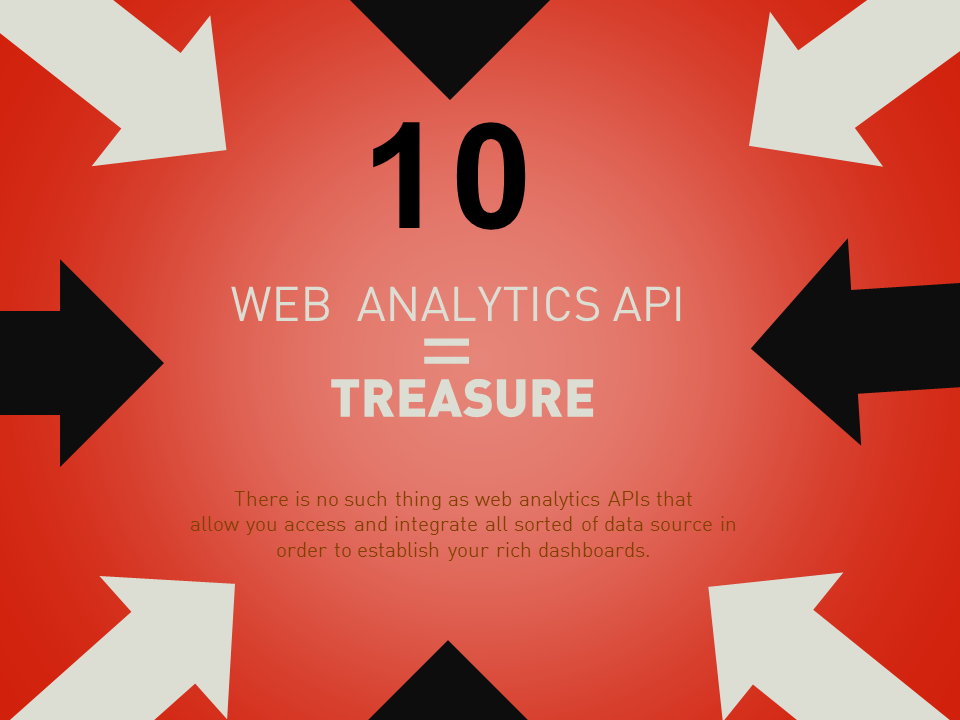 10
WEB ANALYTICS API
=
TREASURE
There is no such thing as web analytics APIs that
allow you access and integrate all sorted of data source in
order to establish your rich dashboards.